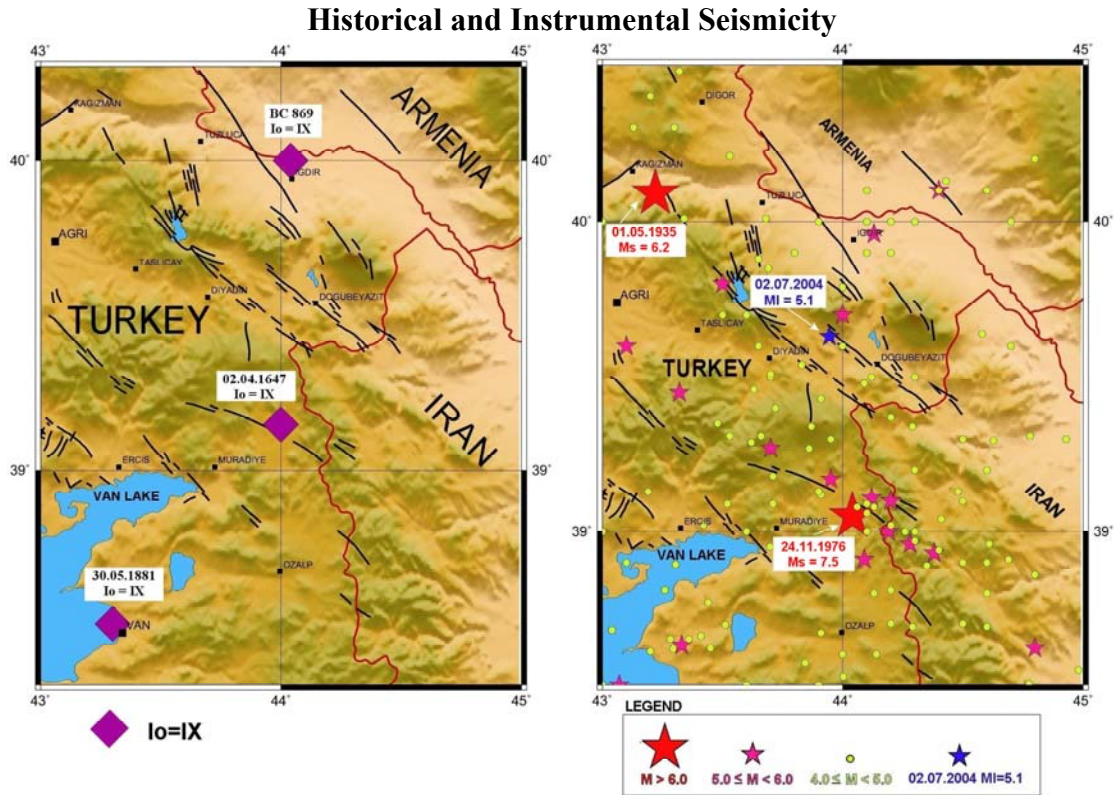 Historical and Instrumental Seismicity
43° 44° 45°
KAGIZMAN
ARMENIA
BC 869
Io = IX
TUZLUCA
40°
IGDIR
AGRI
TASLICAY
DIYADIN
DOGUBEYAZIT
TURKEY
02.04.1647
Io = IX
IRAN
39°
ERCIS
MURADIYE
VAN LAKE
OZALP
30.05.1881
Io = IX
VAN
43° 44° 45°
Io=IX
43° 44° 45°
DIGOR
ARMENIA
KAGIZMAN
TUZLUCA
40°
01.05.1935
Ms = 6.2
IGDIR
02.07.2004
Ml = 5.1
AGRI
TASLICAY
DIYADIN
DOGUBEYAZIT
TURKEY
IRAN
39°
ERCIS
MURADIYE
VAN LAKE
24.11.1976
Ms = 7.5
OZALP
43° 44° 45°
LEGEND
M > 6.0
5.0 ≤ M < 6.0
4.0 ≤ M < 5.0
02.07.2004 Ml=5.1